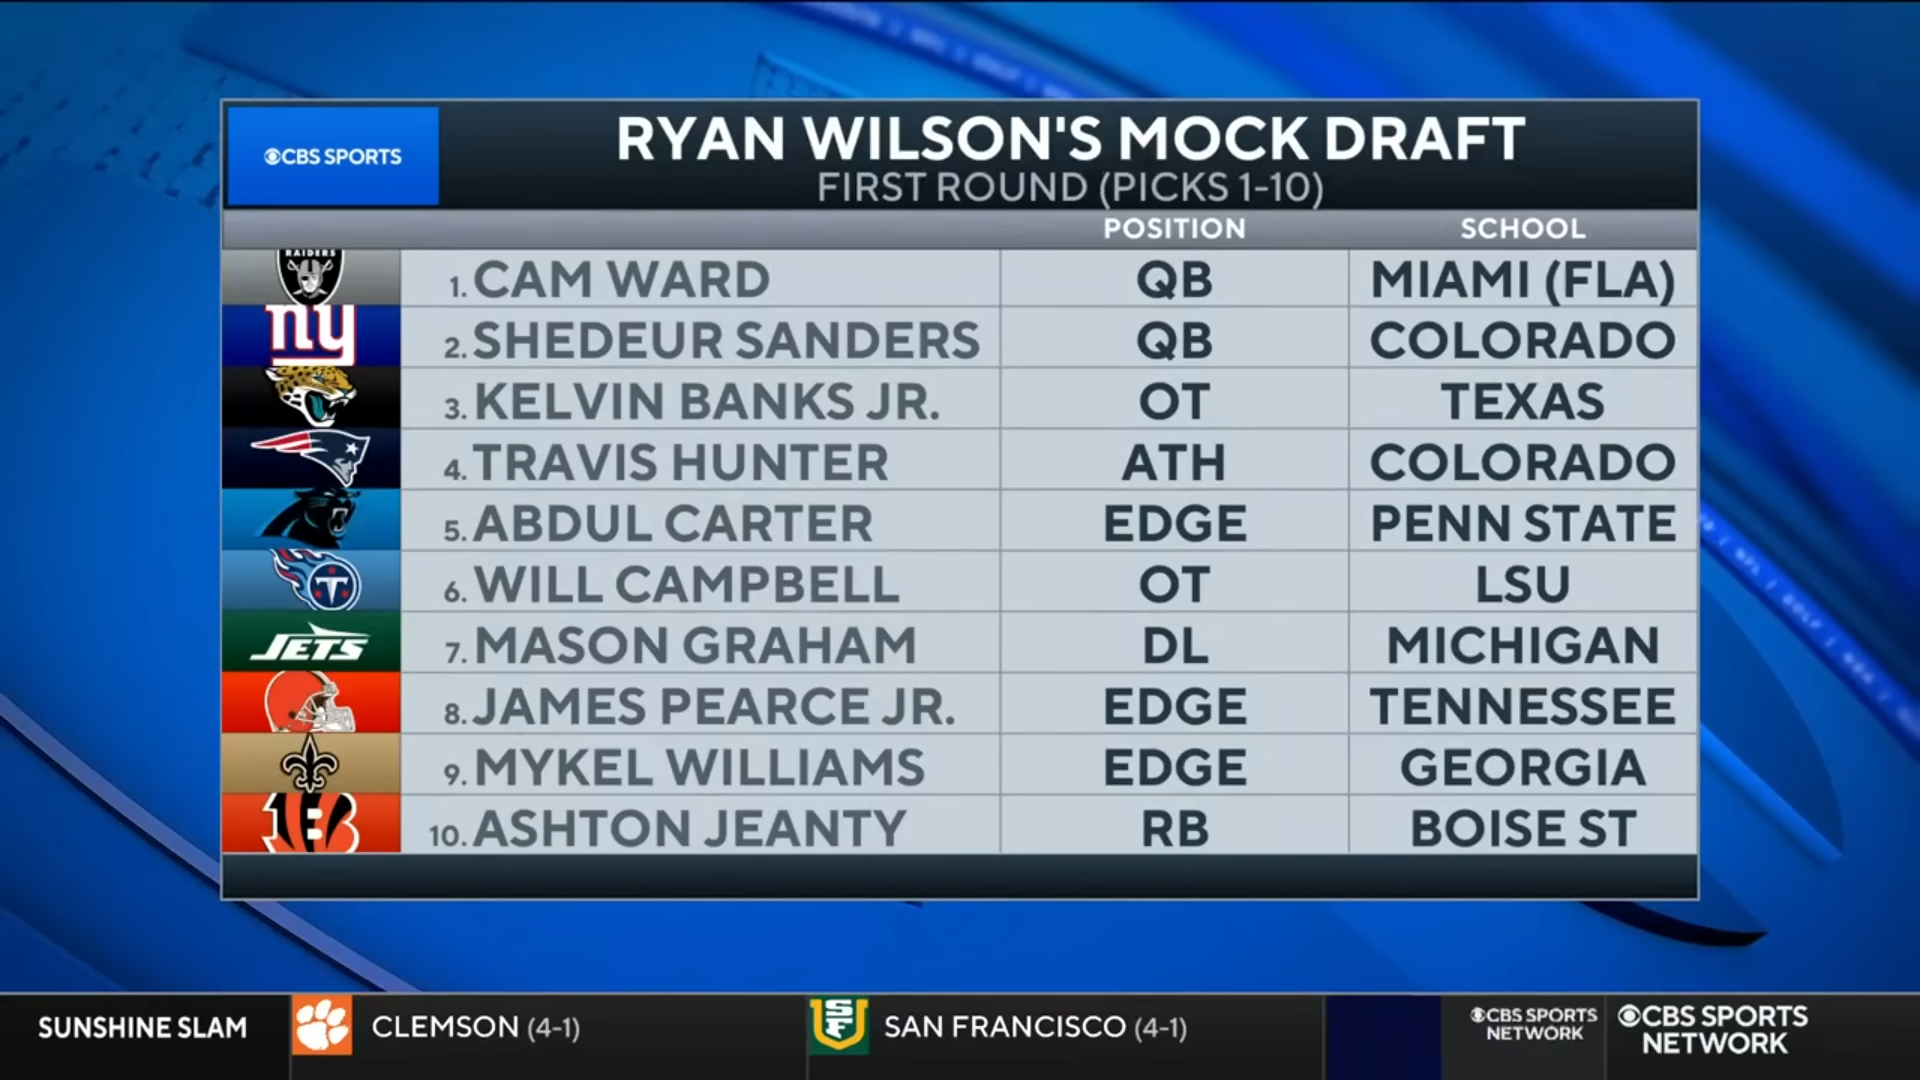 CBS SPORTS
RYAN WILSON'S MOCK DRAFT
FIRST ROUND (PICKS 1-10)
POSITION SCHOOL
RAIDERS 1. CAM WARD QB MIAMI (FLA)
ny 2. SHEDEUR SANDERS QB COLORADO
3. KELVIN BANKS JR. OT TEXAS
4. TRAVIS HUNTER ATH COLORADO
5. ABDUL CARTER EDGE PENN STATE
T 6. WILL CAMPBELL OT LSU
JETS 7. MASON GRAHAM DL MICHIGAN
8. JAMES PEARCE JR. EDGE TENNESSEE
9. MYKEL WILLIAMS EDGE GEORGIA
B 10. ASHTON JEANTY RB BOISE ST
SUNSHINE SLAM CLEMSON (4-1) SF SAN FRANCISCO (4-1)
CBS SPORTS
NETWORK
CBS SPORTS
NETWORK